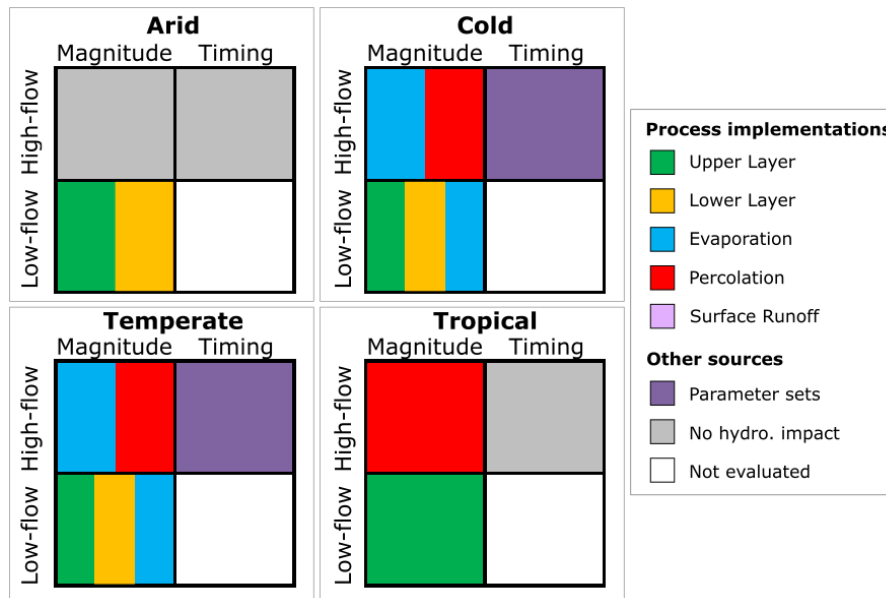 Arid
Magnitude Timing
High-flow
Low-flow
Cold
Magnitude Timing
High-flow
Low-flow
Temperate
Magnitude Timing
High-flow
Low-flow
Tropical
Magnitude Timing
High-flow
Low-flow
Process implementations
Upper Layer
Lower Layer
Evaporation
Percolation
Surface Runoff
Other sources
Parameter sets
No hydro. impact
Not evaluated